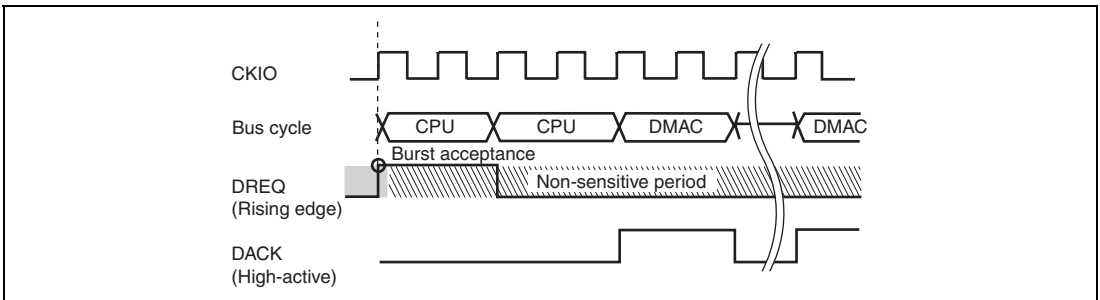 CKIO
Bus cycle
CPU
CPU
DMAC
DMAC
Burst acceptance
DREQ
(Rising edge)
Non-sensitive period
DACK
(High-active)